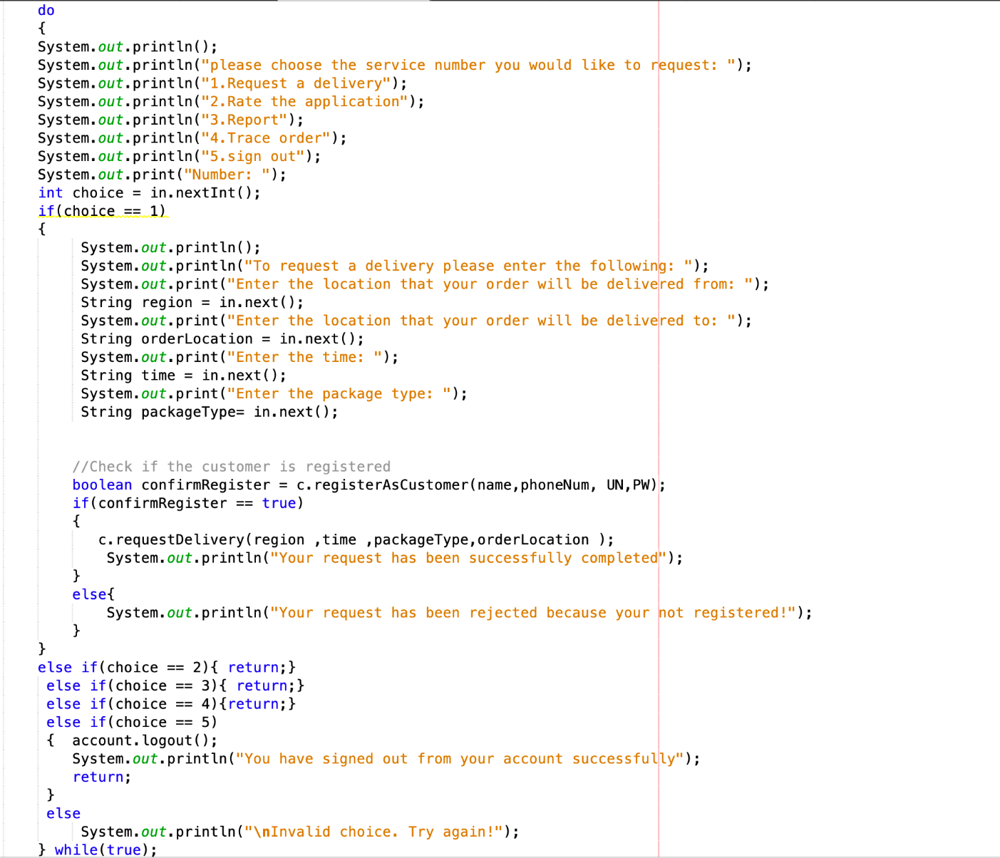 do
{
System.out.println();
System.out.println("please choose the service number you would like to request: ");
System.out.println("1.Request a delivery");
System.out.println("2.Rate the application");
System.out.println("3.Report");
System.out.println("4.Trace order");
System.out.println("5.sign out");
System.out.print("Number: ");
int choice = in.nextInt();
if(choice == 1)
{
     System.out.println();
     System.out.println("To request a delivery please enter the following: ");
     System.out.print("Enter the location that your order will be delivered from: ");
     String region = in.next();
     System.out.print("Enter the location that your order will be delivered to: ");
     String orderLocation = in.next();
     System.out.print("Enter the time: ");
     String time = in.next();
     System.out.print("Enter the package type: ");
     String packageType= in.next();
    //Check if the customer is registered
    boolean confirmRegister = c.registerAsCustomer(name,phoneNum, UN,PW);
    if(confirmRegister == true)
    {
       c.requestDelivery(region ,time ,packageType,orderLocation );
        System.out.println("Your request has been successfully completed");
    }
    else{
        System.out.println("Your request has been rejected because your not registered!");
    }
}
else if(choice == 2){ return;}
 else if(choice == 3){ return;}
 else if(choice == 4){return;}
 else if(choice == 5)
 {  account.logout();
    System.out.println("You have signed out from your account successfully");
    return;
 }
 else
     System.out.println("\nInvalid choice. Try again!");
} while(true);